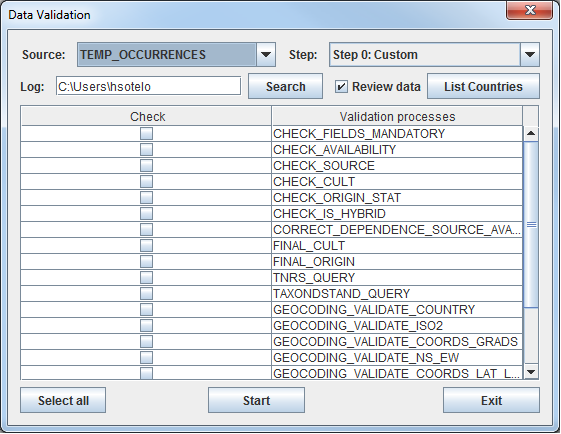 Data Validation
Source: TEMP_OCCURRENCES Step: Step 0: Custom
Log: C:\Users\hsotelo Search Review data List Countries
Check Validation processes
CHECK_FIELDS_MANDATORY
CHECK_AVAILABILITY
CHECK_SOURCE
CHECK_CULT
CHECK_ORIGIN_STAT
CHECK_IS_HYBRID
CORRECT_DEPENDENCE_SOURCE_AVA...
FINAL_CULT
FINAL_ORIGIN
TNRS_QUERY
TAXONDSTAND_QUERY
GEOCODING_VALIDATE_COUNTRY
GEOCODING_VALIDATE_ISO2
GEOCODING_VALIDATE_COORDS_GRADS
GEOCODING_VALIDATE_NS_EW
GEOCODING_VALIDATE_COORDS_LAT_L...
Select all Start Exit